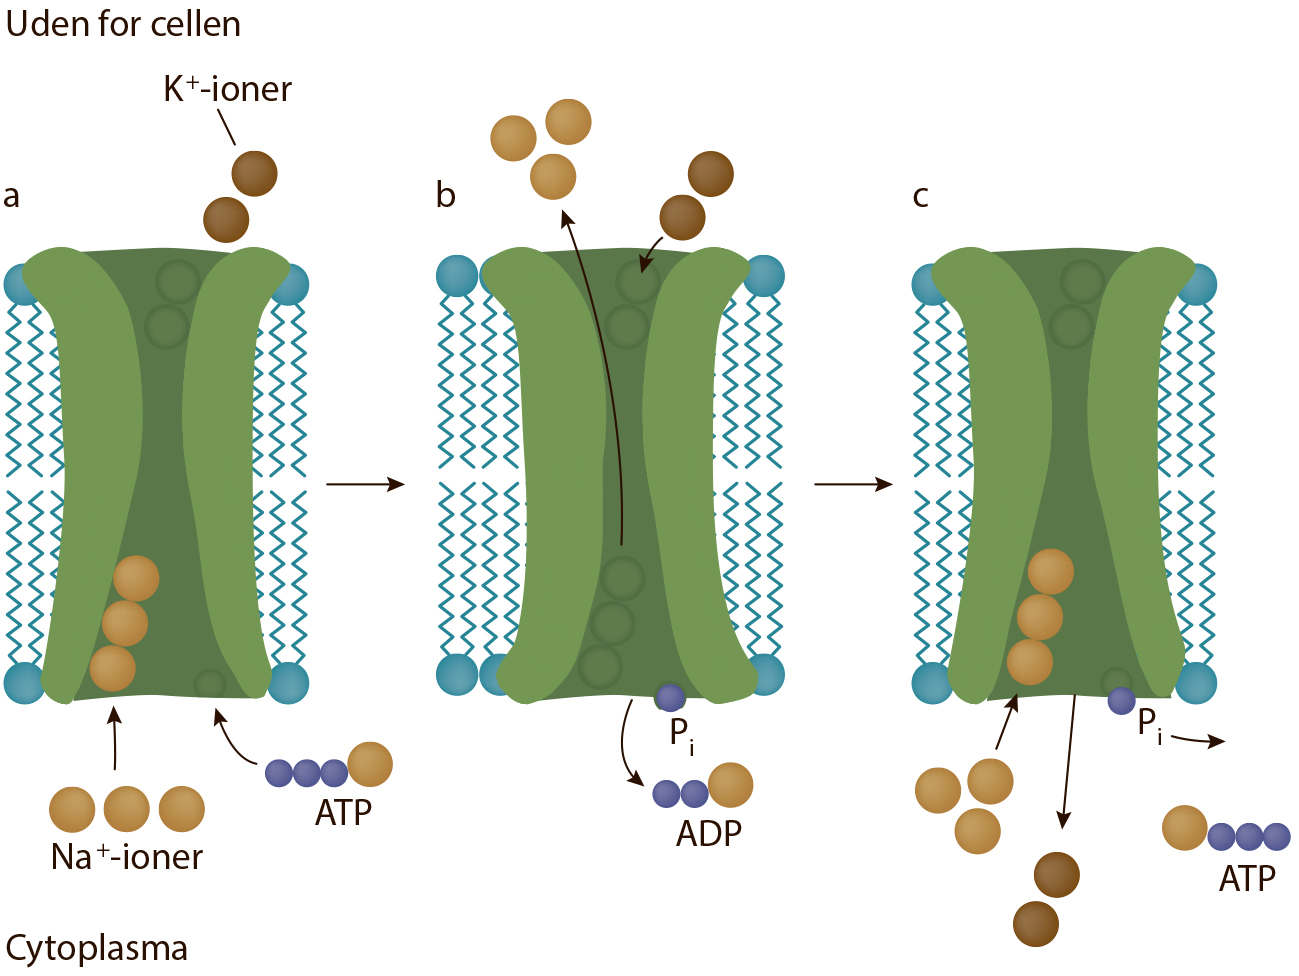 Uden for cellen
K⁺-ioner
a
b
c
Pᵢ
Pᵢ
ATP
ADP
ATP
Na⁺-ioner
Cytoplasma